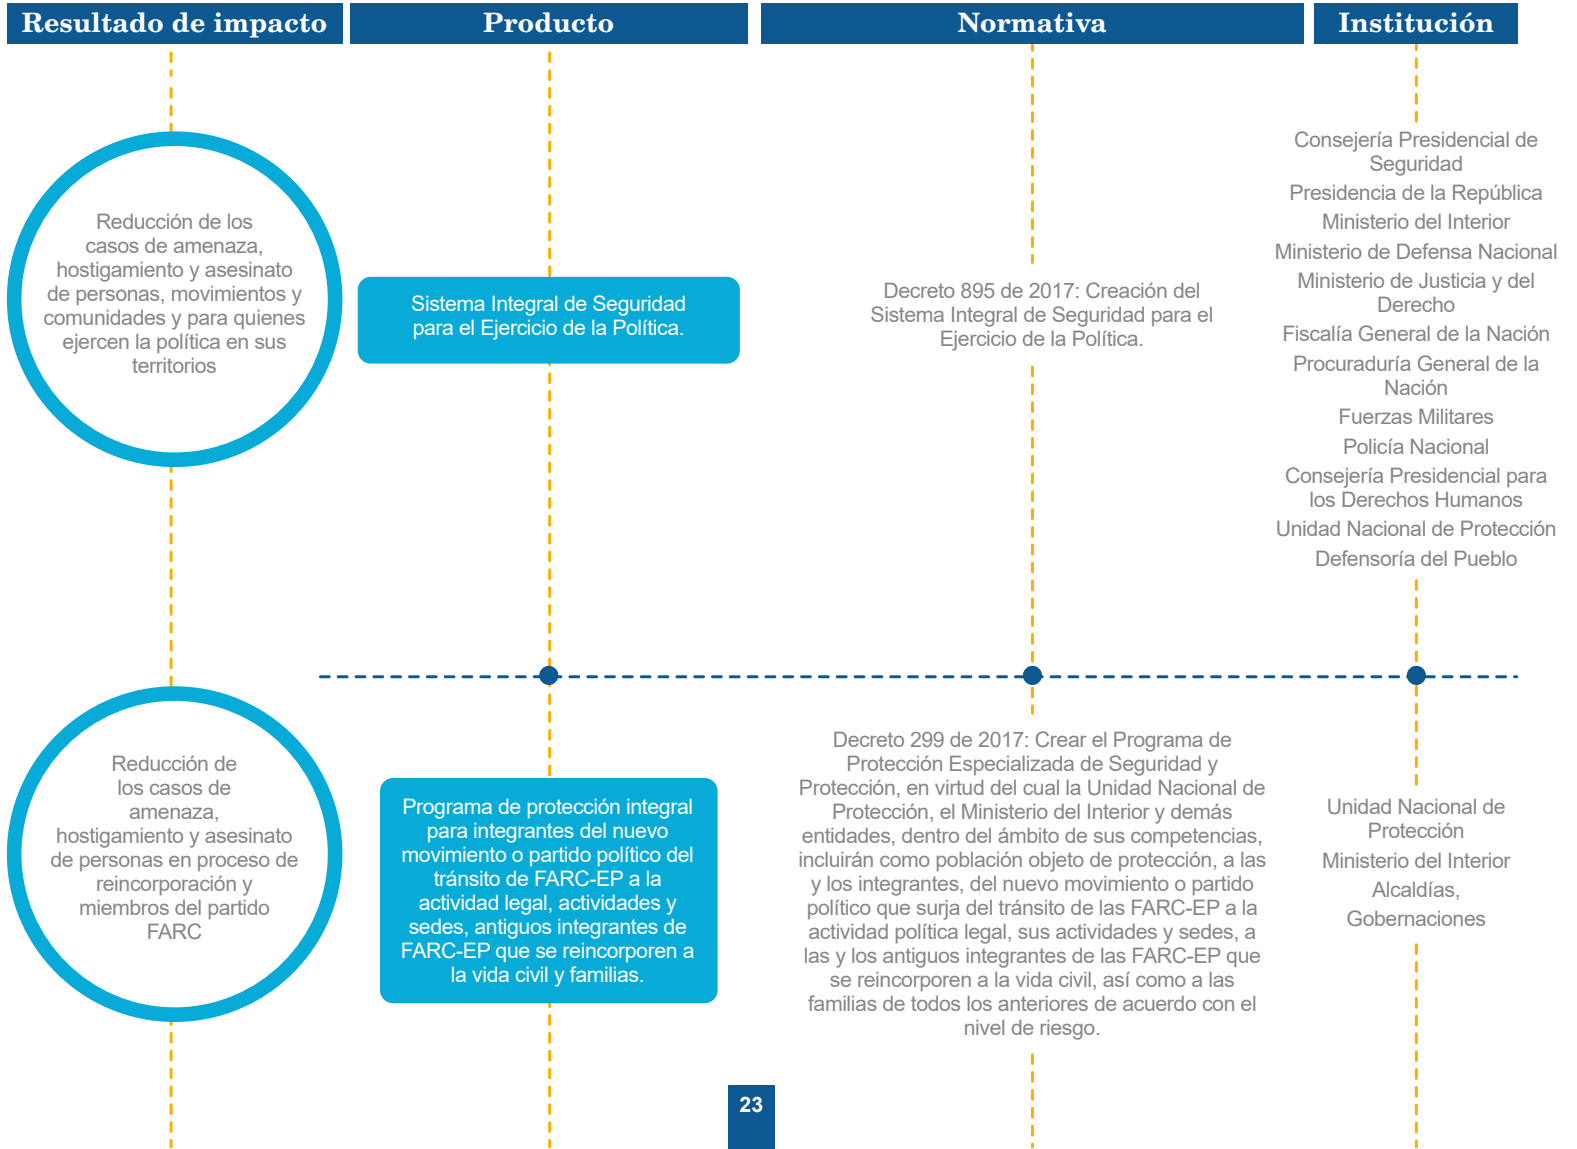 Resultado de impacto
Producto
Normativa
Institución
Reducción de los
casos de amenaza,
hostigamiento y asesinato
de personas, movimientos y
comunidades y para quienes
ejercen la política en sus
territorios
Sistema Integral de Seguridad
para el Ejercicio de la Política.
Decreto 895 de 2017: Creación del
Sistema Integral de Seguridad para el
Ejercicio de la Política.
Consejería Presidencial de
Seguridad
Presidencia de la República
Ministerio del Interior
Ministerio de Defensa Nacional
Ministerio de Justicia y del
Derecho
Fiscalía General de la Nación
Procuraduría General de la
Nación
Fuerzas Militares
Policía Nacional
Consejería Presidencial para
los Derechos Humanos
Unidad Nacional de Protección
Defensoría del Pueblo
Reducción de
los casos de
amenaza,
hostigamiento y asesinato
de personas en proceso de
reincorporación y
miembros del partido
FARC
Programa de protección integral
para integrantes del nuevo
movimiento o partido político del
tránsito de FARC-EP a la
actividad legal, actividades y
sedes, antiguos integrantes de
FARC-EP que se reincorporen a
la vida civil y familias.
Decreto 299 de 2017: Crear el Programa de
Protección Especializada de Seguridad y
Protección, en virtud del cual la Unidad Nacional de
Protección, el Ministerio del Interior y demás
entidades, dentro del ámbito de sus competencias,
incluirán como población objeto de protección, a las
y los integrantes, del nuevo movimiento o partido
político que surja del tránsito de las FARC-EP a la
actividad política legal, sus actividades y sedes, a
las y los antiguos integrantes de las FARC-EP que
se reincorporen a la vida civil, así como a las
familias de todos los anteriores de acuerdo con el
nivel de riesgo.
Unidad Nacional de
Protección
Ministerio del Interior
Alcaldías,
Gobernaciones
23